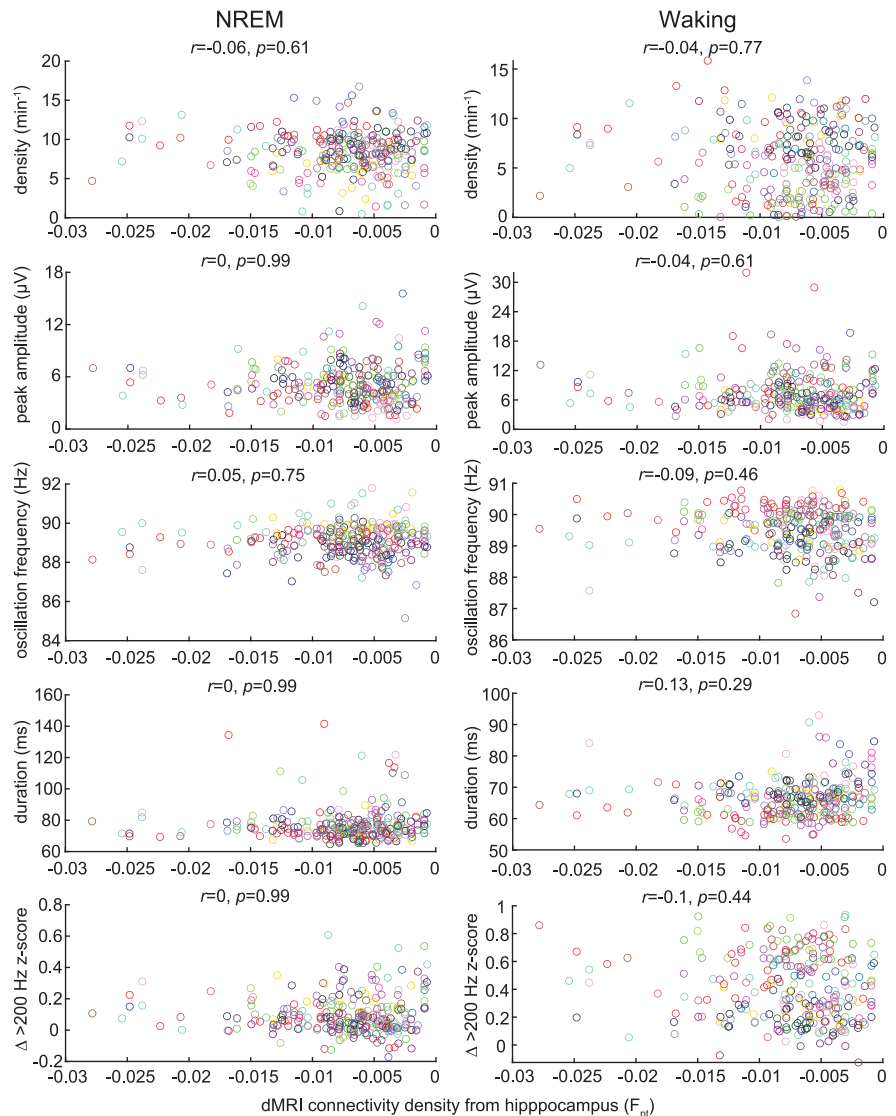 NREM
Waking
r=-0.06, p=0.61
r=-0.04, p=0.77
density (min⁻¹)
20
15
10
5
0
-0.03 -0.025 -0.02 -0.015 -0.01 -0.005 0
density (min⁻¹)
15
10
5
0
-0.03 -0.025 -0.02 -0.015 -0.01 -0.005 0
r=0, p=0.99
r=-0.04, p=0.61
peak amplitude (µV)
18
12
6
0
-0.03 -0.025 -0.02 -0.015 -0.01 -0.005 0
peak amplitude (µV)
30
24
18
12
6
0
-0.03 -0.025 -0.02 -0.015 -0.01 -0.005 0
r=0.05, p=0.75
r=-0.09, p=0.46
oscillation frequency (Hz)
92
90
88
86
84
-0.03 -0.025 -0.02 -0.015 -0.01 -0.005 0
oscillation frequency (Hz)
91
90
89
88
87
86
-0.03 -0.025 -0.02 -0.015 -0.01 -0.005 0
r=0, p=0.99
r=0.13, p=0.29
duration (ms)
160
140
120
100
80
60
-0.03 -0.025 -0.02 -0.015 -0.01 -0.005 0
duration (ms)
100
90
80
70
60
50
-0.03 -0.025 -0.02 -0.015 -0.01 -0.005 0
r=0, p=0.99
r=-0.1, p=0.44
Δ >200 Hz z-score
0.8
0.6
0.4
0.2
0
-0.2
-0.03 -0.025 -0.02 -0.015 -0.01 -0.005 0
Δ >200 Hz z-score
1
0.8
0.6
0.4
0.2
0
-0.03 -0.025 -0.02 -0.015 -0.01 -0.005 0
dMRI connectivity density from hipppocampus (F_pt)